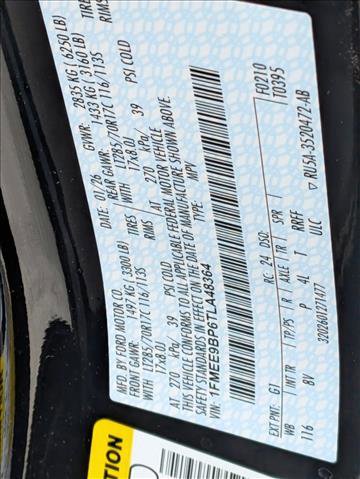 MFD. BY FORD MOTOR CO.
DATE: 01/26 GVWR: 2835 KG ( 6250 LB)
FRONT GAWR: 1497 KG (3300 LB) REAR GAWR: 1433 KG ( 3160 LB)
LT285/70R17C 116/113S TIRES WITH LT285/70R17C 116/113S TIRES
17x8.0J RIMS 17x8.0J RIMS
AT 270 kPa/ 39 PSI COLD AT 270 kPa/ 39 PSI COLD
THIS VEHICLE CONFORMS TO ALL APPLICABLE FEDERAL MOTOR VEHICLE
SAFETY STANDARDS IN EFFECT ON THE DATE OF MANUFACTURE SHOWN ABOVE.
VIN: 1FMEE9BP6TLA48364 TYPE: MPV
F0210
T0395
EXT PNT: G1 RC: 24 DSO:
WB INT TR TP/PS R AXLE TR SPR
116 8V P 4L T RRFF
ULC
RU5A-3520472-AB
TION